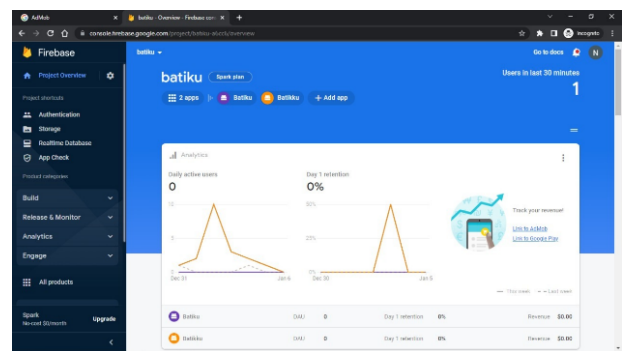 AdMob
batiku - Overview - Firebase cons
console.firebase.google.com/project/batiku-a6cc6/overview
Incognito
Firebase
batiku
Go to docs
N
Project Overview
batiku
Spark plan
Users in last 30 minutes
1
2 apps
Batiku
Batikku
+ Add app
Project shortcuts
Authentication
Storage
Realtime Database
App Check
Product categories
Build
Release & Monitor
Analytics
Engage
All products
Spark
No-cost $0/month
Upgrade
Analytics
Daily active users
0
Day 1 retention
0%
10
5
0
Dec 31
Jan 6
50%
25%
0%
Dec 30
Jan 5
Track your revenue!
Link to AdMob
Link to Google Play
This week
Last week
Batiku
DAU
0
Day 1 retention
0%
Revenue
$0.00
Batikku
DAU
0
Day 1 retention
0%
Revenue
$0.00